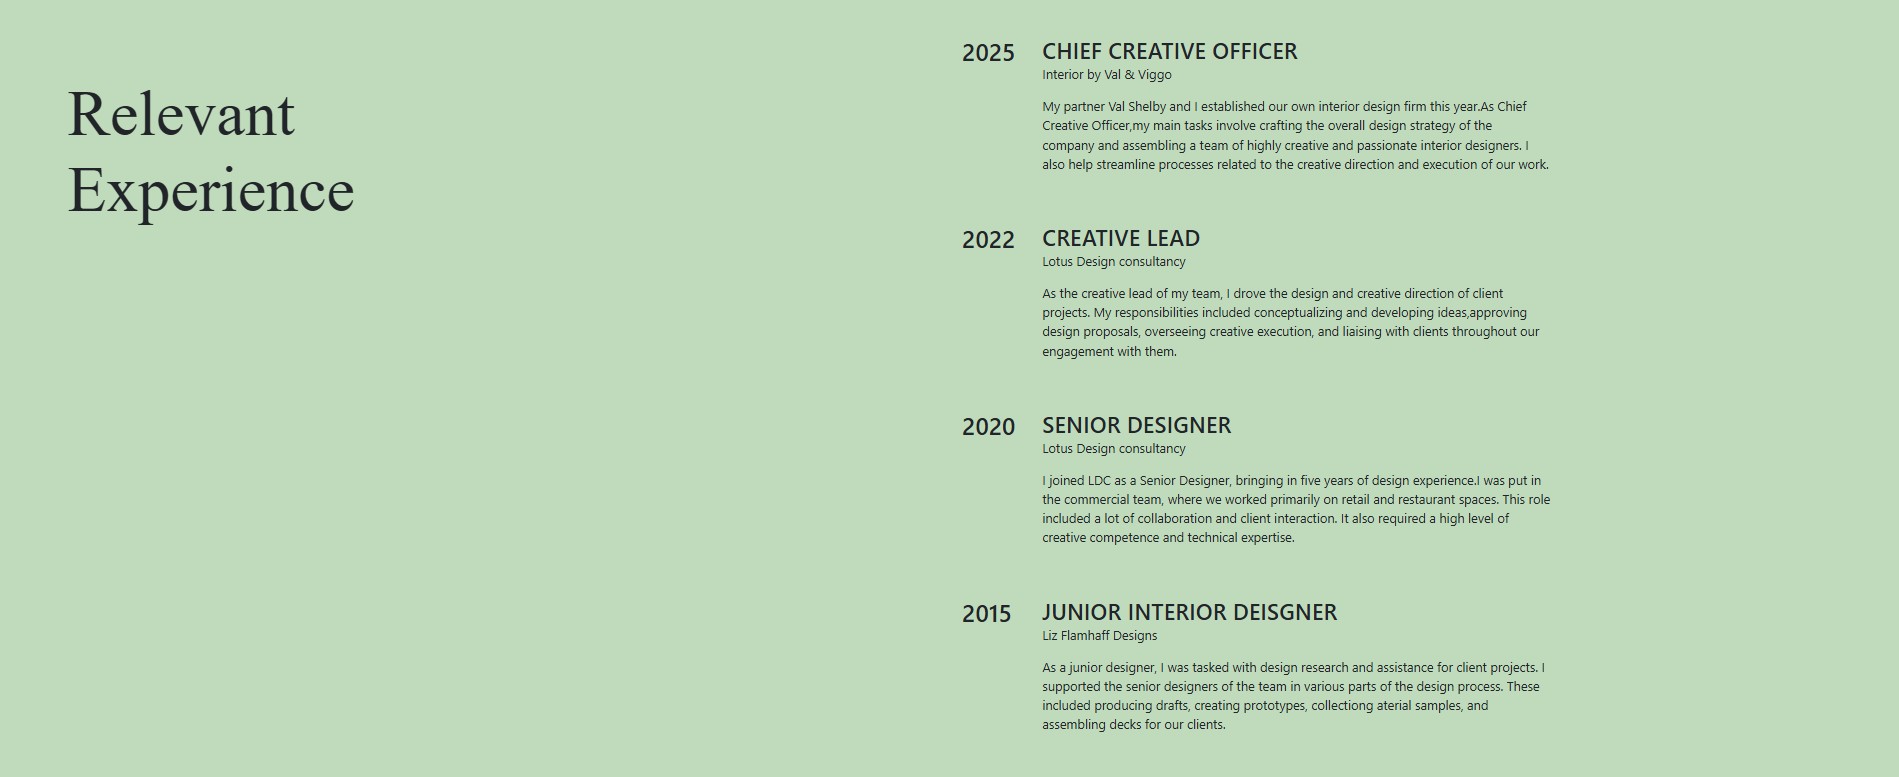 Relevant
Experience
2025 CHIEF CREATIVE OFFICER
Interior by Val & Viggo
My partner Val Shelby and I established our own interior design firm this year.As Chief
Creative Officer,my main tasks involve crafting the overall design strategy of the
company and assembling a team of highly creative and passionate interior designers. I
also help streamline processes related to the creative direction and execution of our work.
2022 CREATIVE LEAD
Lotus Design consultancy
As the creative lead of my team, I drove the design and creative direction of client
projects. My responsibilities included conceptualizing and developing ideas,approving
design proposals, overseeing creative execution, and liaising with clients throughout our
engagement with them.
2020 SENIOR DESIGNER
Lotus Design consultancy
I joined LDC as a Senior Designer, bringing in five years of design experience.I was put in
the commercial team, where we worked primarily on retail and restaurant spaces. This role
included a lot of collaboration and client interaction. It also required a high level of
creative competence and technical expertise.
2015 JUNIOR INTERIOR DEISGNER
Liz Flamhaff Designs
As a junior designer, I was tasked with design research and assistance for client projects. I
supported the senior designers of the team in various parts of the design process. These
included producing drafts, creating prototypes, collectiong aterial samples, and
assembling decks for our clients.